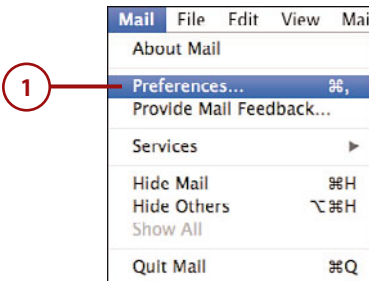 Mail File Edit View Mai
About Mail
1 Preferences... ⌘,
Provide Mail Feedback...
Services ▶
Hide Mail ⌘H
Hide Others ⌥⌘H
Show All
Quit Mail ⌘Q